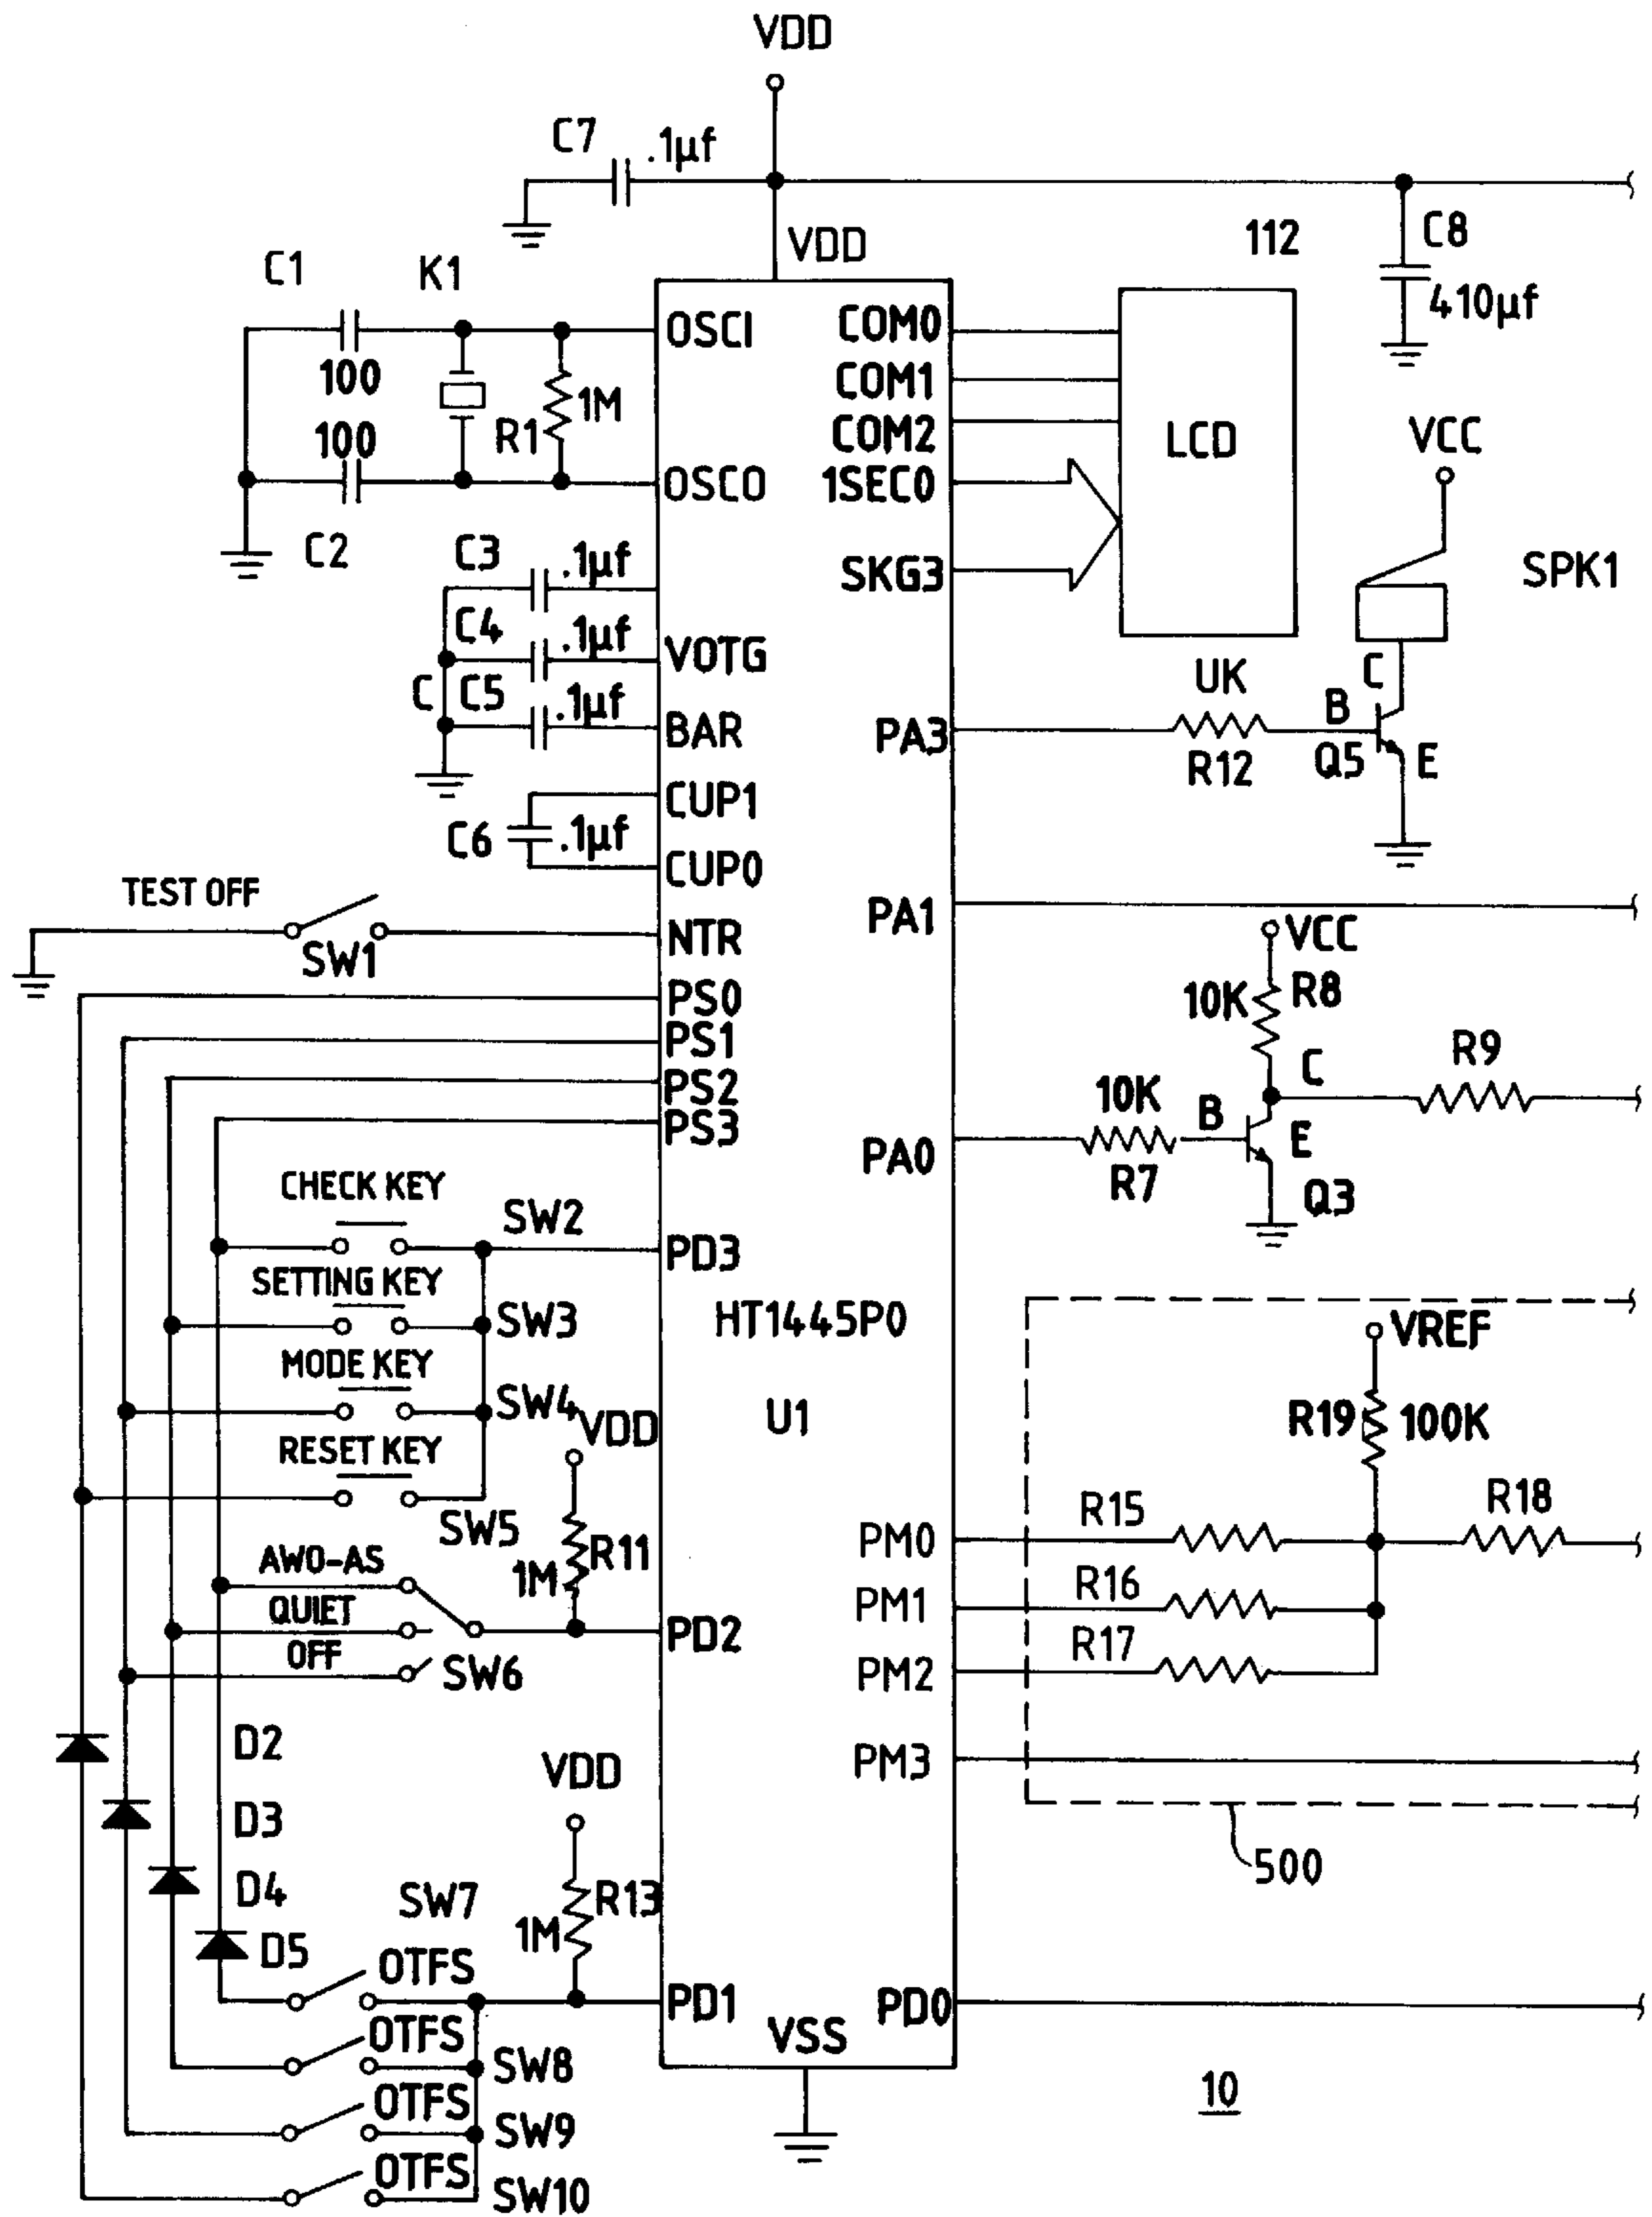 VDD
C7
.1µf
VDD
112
C8
410µf
C1
K1
OSCI
COM0
100
1M
COM1
100
R1
COM2
LCD
VCC
OSCO
1SEC0
C2
C3
.1µf
SKG3
SPK1
C4
.1µf
VOTG
UK
C
C
C5
.1µf
BAR
PA3
B
R12
Q5
E
CUP1
C6
.1µf
CUP0
TEST OFF
PA1
SW1
NTR
VCC
PS0
10K
R8
PS1
R9
PS2
10K
C
PS3
B
E
PA0
R7
Q3
CHECK KEY
SW2
PD3
SETTING KEY
SW3
HT1445P0
VREF
MODE KEY
SW4
VDD
U1
R19
100K
RESET KEY
SW5
R15
R18
PM0
AWO-AS
1M
R11
R16
PM1
QUIET
PD2
R17
OFF
SW6
PM2
D2
VDD
PM3
D3
500
D4
SW7
R13
1M
D5
OTFS
PD1
PD0
OTFS
VSS
SW8
10
OTFS
SW9
OTFS
SW10